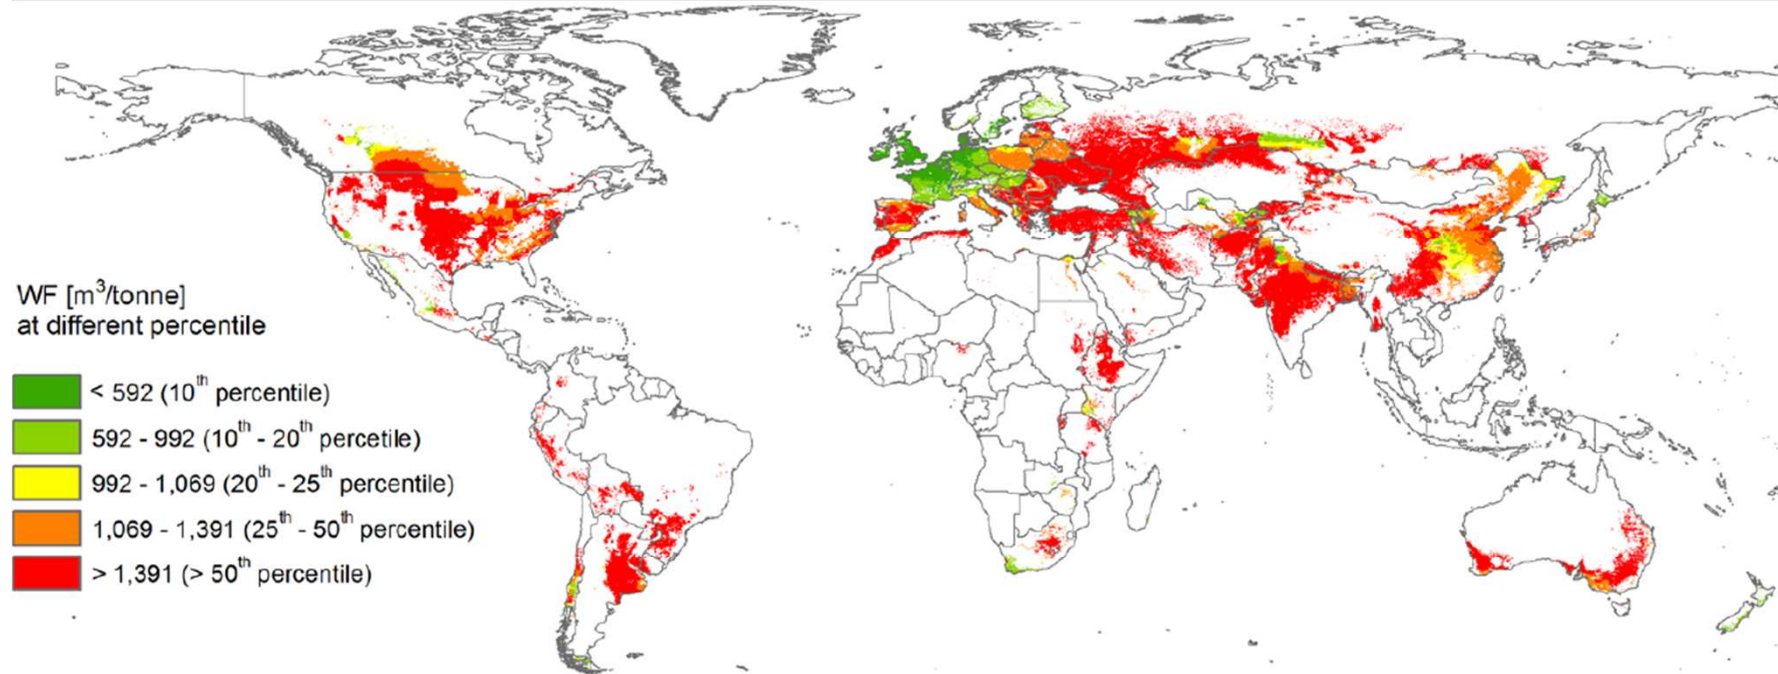 WF [m³/tonne]
at different percentile
< 592 (10th percentile)
592 - 992 (10th - 20th percetile)
992 - 1,069 (20th - 25th percentile)
1,069 - 1,391 (25th - 50th percentile)
> 1,391 (> 50th percentile)